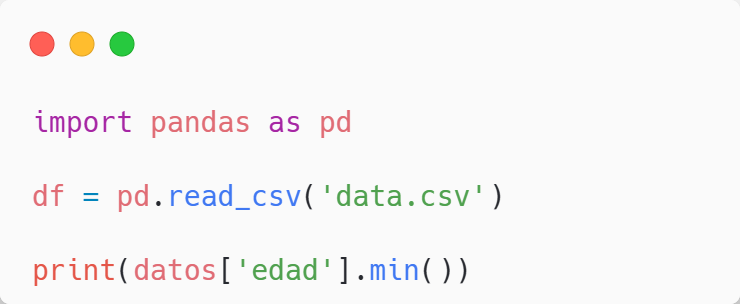 import pandas as pd
df = pd.read_csv('data.csv')
print(datos['edad'].min())